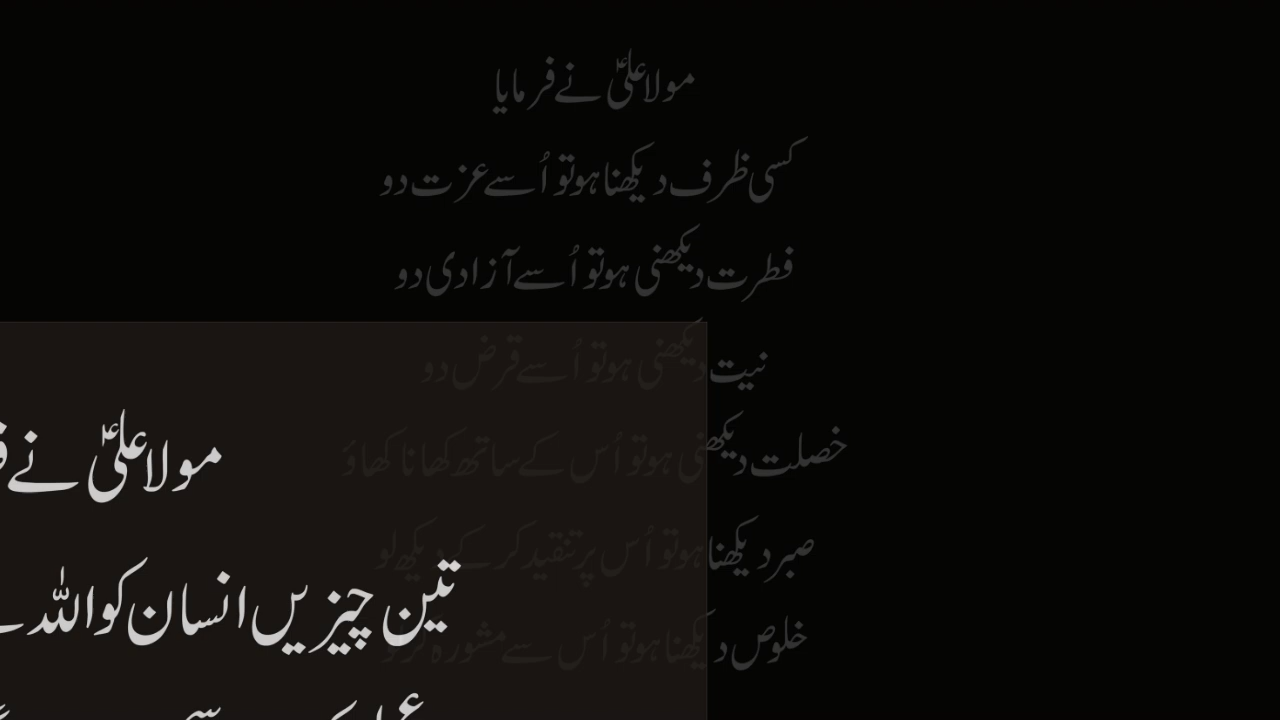 مولا علیؑ نے فرمایا
کسی ظرف دیکھنا ہو تو اُسے عزت دو
فطرت دیکھنی ہو تو اُسے آزادی دو
نیت دیکھنی ہو تو اُسے قرض دو
خصلت دیکھنی ہو تو اُس کے ساتھ کھانا کھاؤ
صبر دیکھنا ہو تو اُس پر تنقید کر کے دیکھ لو
خلوص دیکھنا ہو تو اُس سے مشورہ کر لو
مولا علیؑ نے
تین چیزیں انسان کو اللہ